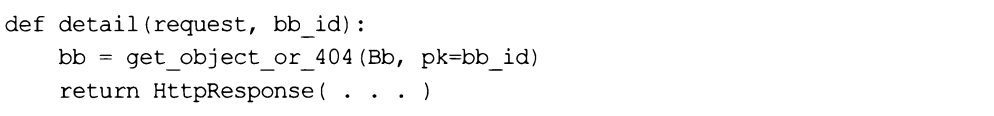 def detail(request, bb_id):
    bb = get_object_or_404(Bb, pk=bb_id)
    return HttpResponse( . . . )